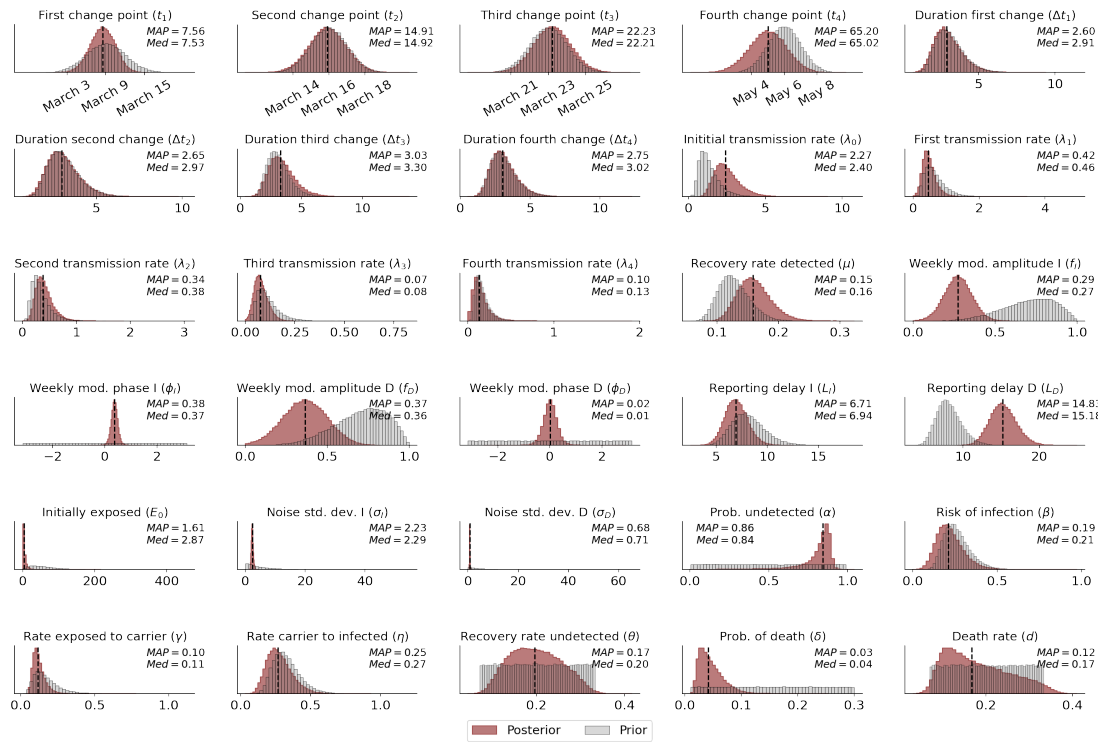 First change point (t₁)
MAP = 7.56
Med = 7.53
March 3
March 9
March 15
Second change point (t₂)
MAP = 14.91
Med = 14.92
March 14
March 16
March 18
Third change point (t₃)
MAP = 22.23
Med = 22.21
March 21
March 23
March 25
Fourth change point (t₄)
MAP = 65.20
Med = 65.02
May 4
May 6
May 8
Duration first change (Δt₁)
MAP = 2.60
Med = 2.91
5 10
Duration second change (Δt₂)
MAP = 2.65
Med = 2.97
5 10
Duration third change (Δt₃)
MAP = 3.03
Med = 3.30
0 5 10
Duration fourth change (Δt₄)
MAP = 2.75
Med = 3.02
0 5 10
Inititial transmission rate (λ₀)
MAP = 2.27
Med = 2.40
0 5 10
First transmission rate (λ₁)
MAP = 0.42
Med = 0.46
0 2 4
Second transmission rate (λ₂)
MAP = 0.34
Med = 0.38
0 1 2 3
Third transmission rate (λ₃)
MAP = 0.07
Med = 0.08
0.0 0.25 0.50 0.75
Fourth transmission rate (λ₄)
MAP = 0.10
Med = 0.13
0 1 2
Recovery rate detected (μ)
MAP = 0.15
Med = 0.16
0.1 0.2 0.3
Weekly mod. amplitude I (f_I)
MAP = 0.29
Med = 0.27
0.0 0.5 1.0
Weekly mod. phase I (ϕ_I)
MAP = 0.38
Med = 0.37
−2 0 2
Weekly mod. amplitude D (f_D)
MAP = 0.37
Med = 0.36
0.0 0.5 1.0
Weekly mod. phase D (ϕ_D)
MAP = 0.02
Med = 0.01
−2 0 2
Reporting delay I (L_I)
MAP = 6.71
Med = 6.94
5 10 15
Reporting delay D (L_D)
MAP = 14.83
Med = 15.18
10 20
Initially exposed (E₀)
MAP = 1.61
Med = 2.87
0 200 400
Noise std. dev. I (σ_I)
MAP = 2.23
Med = 2.29
0 20 40
Noise std. dev. D (σ_D)
MAP = 0.68
Med = 0.71
0 20 40 60
Prob. undetected (α)
MAP = 0.86
Med = 0.84
0.0 0.5 1.0
Risk of infection (β)
MAP = 0.19
Med = 0.21
0.0 0.5 1.0
Rate exposed to carrier (γ)
MAP = 0.10
Med = 0.11
0.0 0.5 1.0
Rate carrier to infected (η)
MAP = 0.25
Med = 0.27
0.0 0.5 1.0
Recovery rate undetected (θ)
MAP = 0.17
Med = 0.20
0.2 0.4
Prob. of death (δ)
MAP = 0.03
Med = 0.04
0.0 0.1 0.2 0.3
Death rate (d)
MAP = 0.12
Med = 0.17
0.2 0.4
Posterior Prior